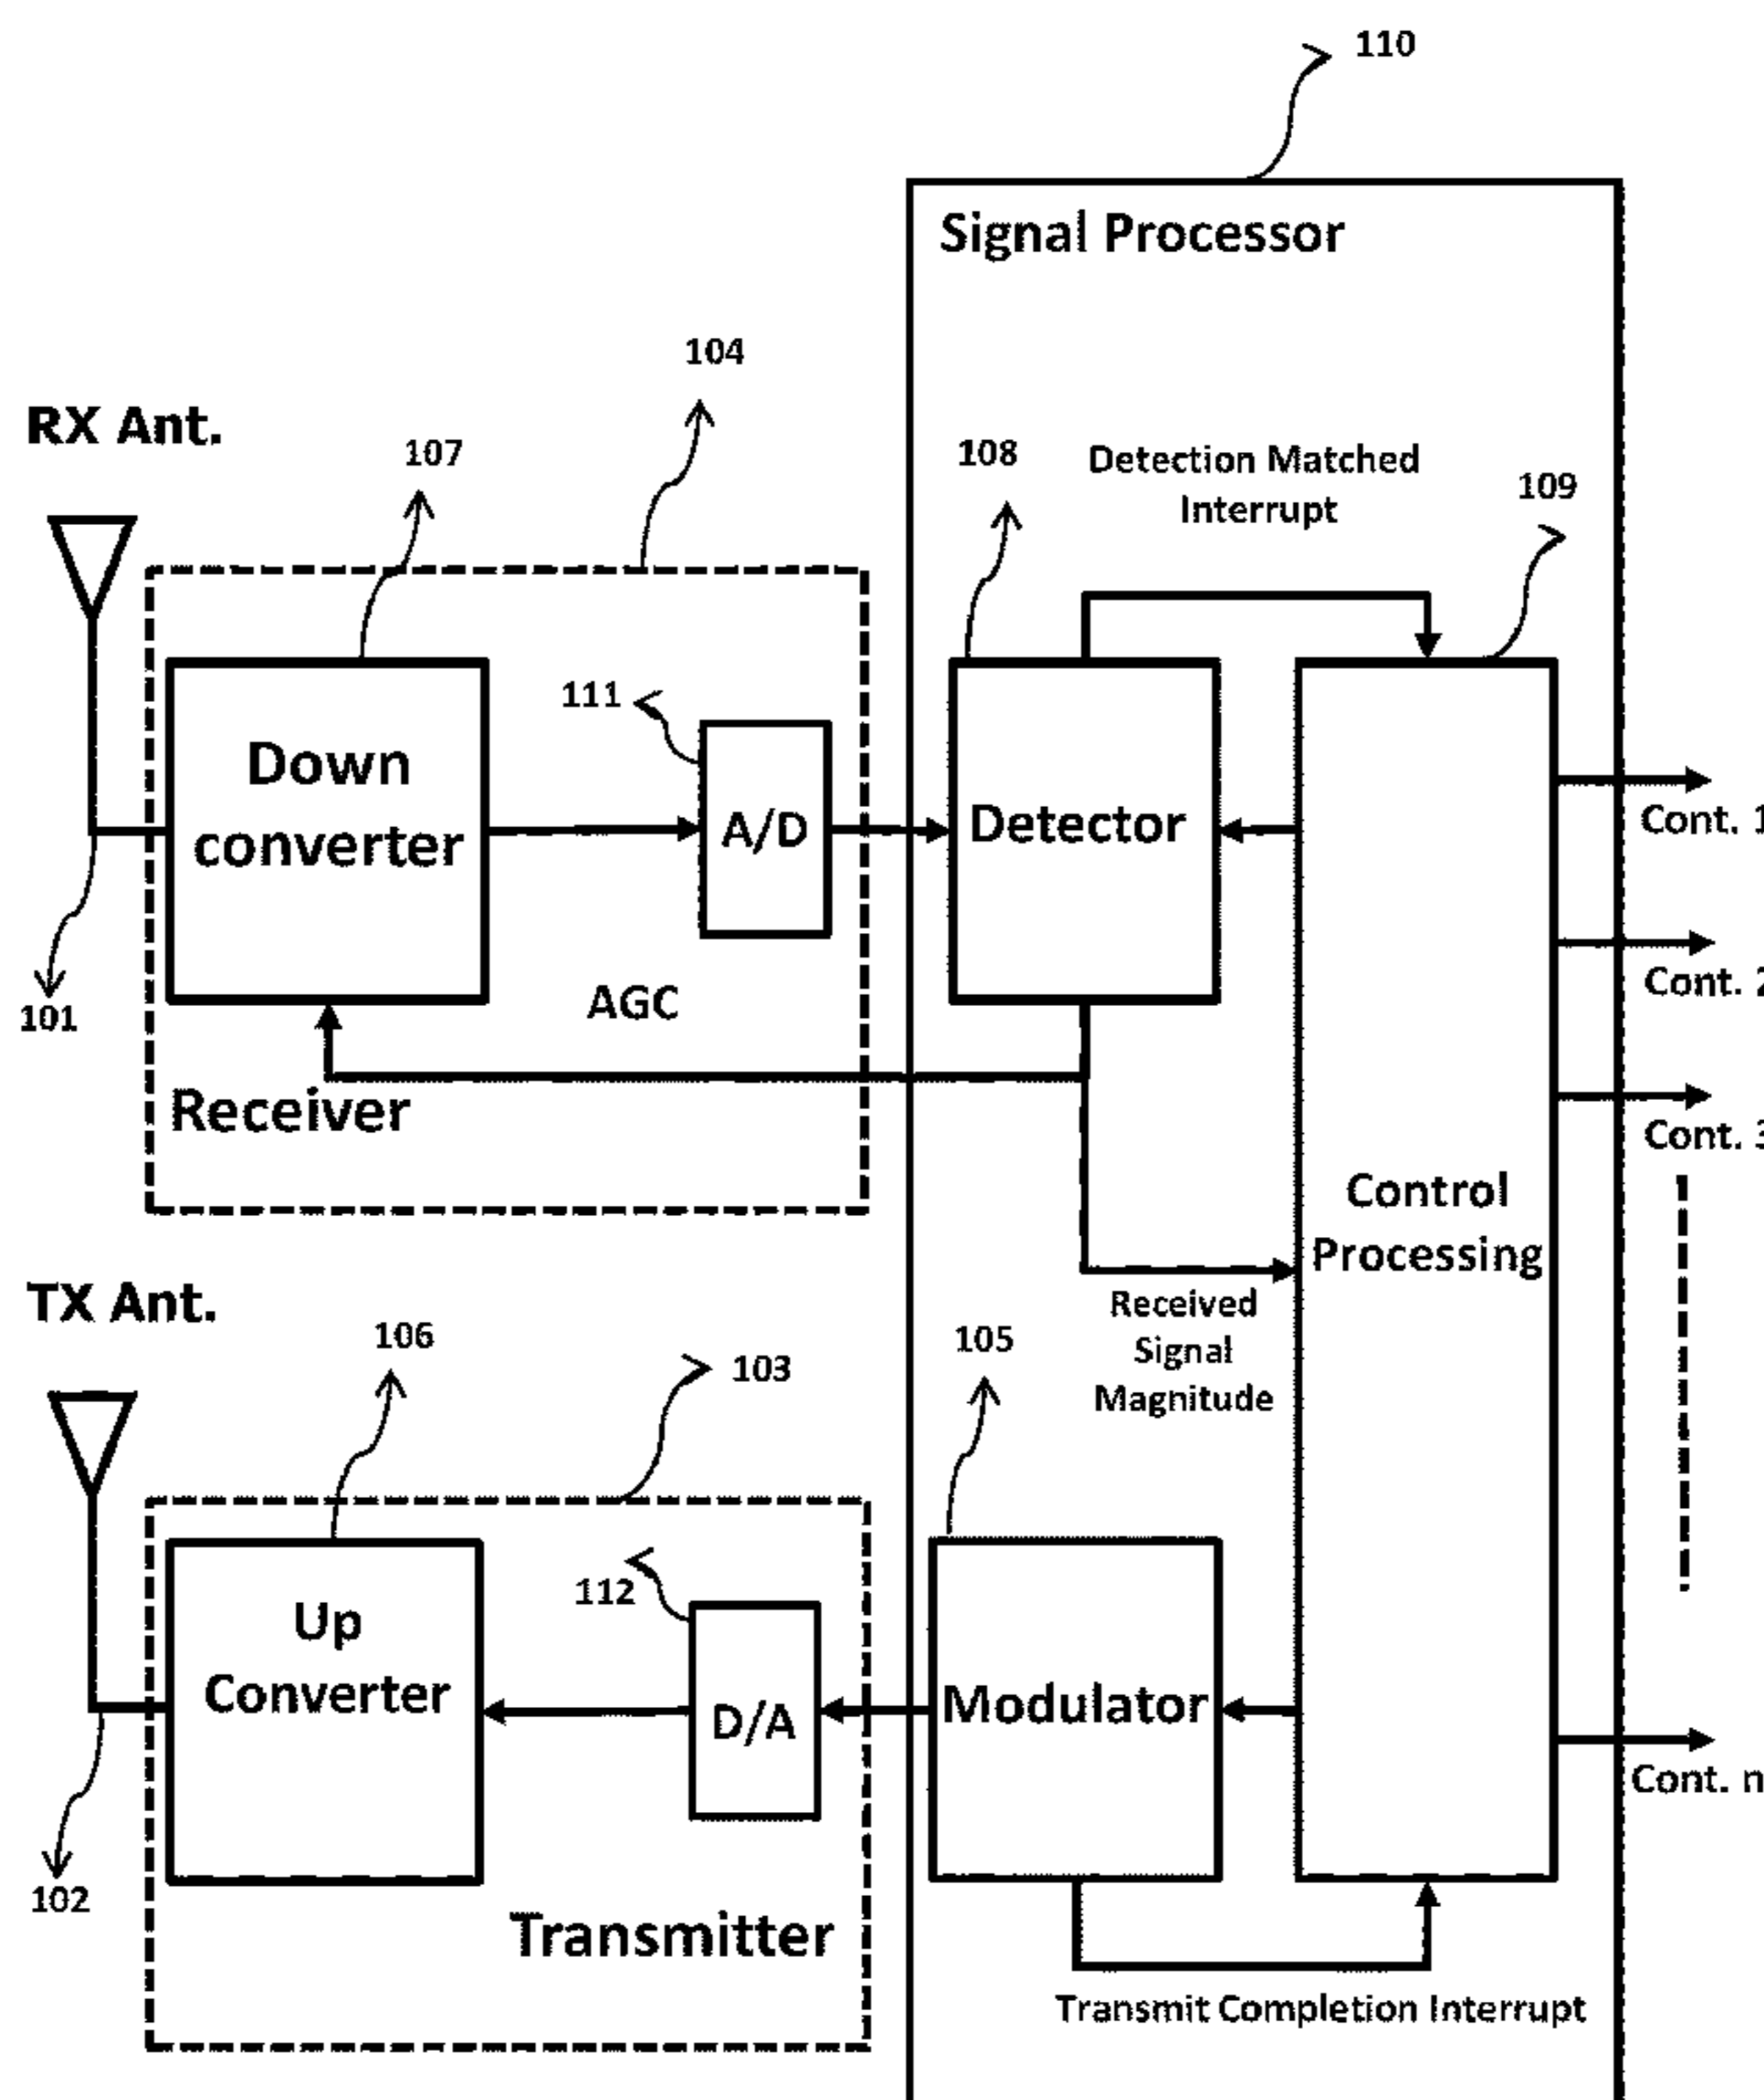 110
Signal Processor
104
RX Ant.
107
108
Detection Matched
Interrupt
109
111
Down
converter
A/D
Detector
Cont. 1
Cont. 2
101
AGC
Receiver
Cont. 3
Control
Processing
TX Ant.
106
103
105
Received
Signal
Magnitude
112
Up
Converter
D/A
Modulator
Cont. n
102
Transmitter
Transmit Completion Interrupt